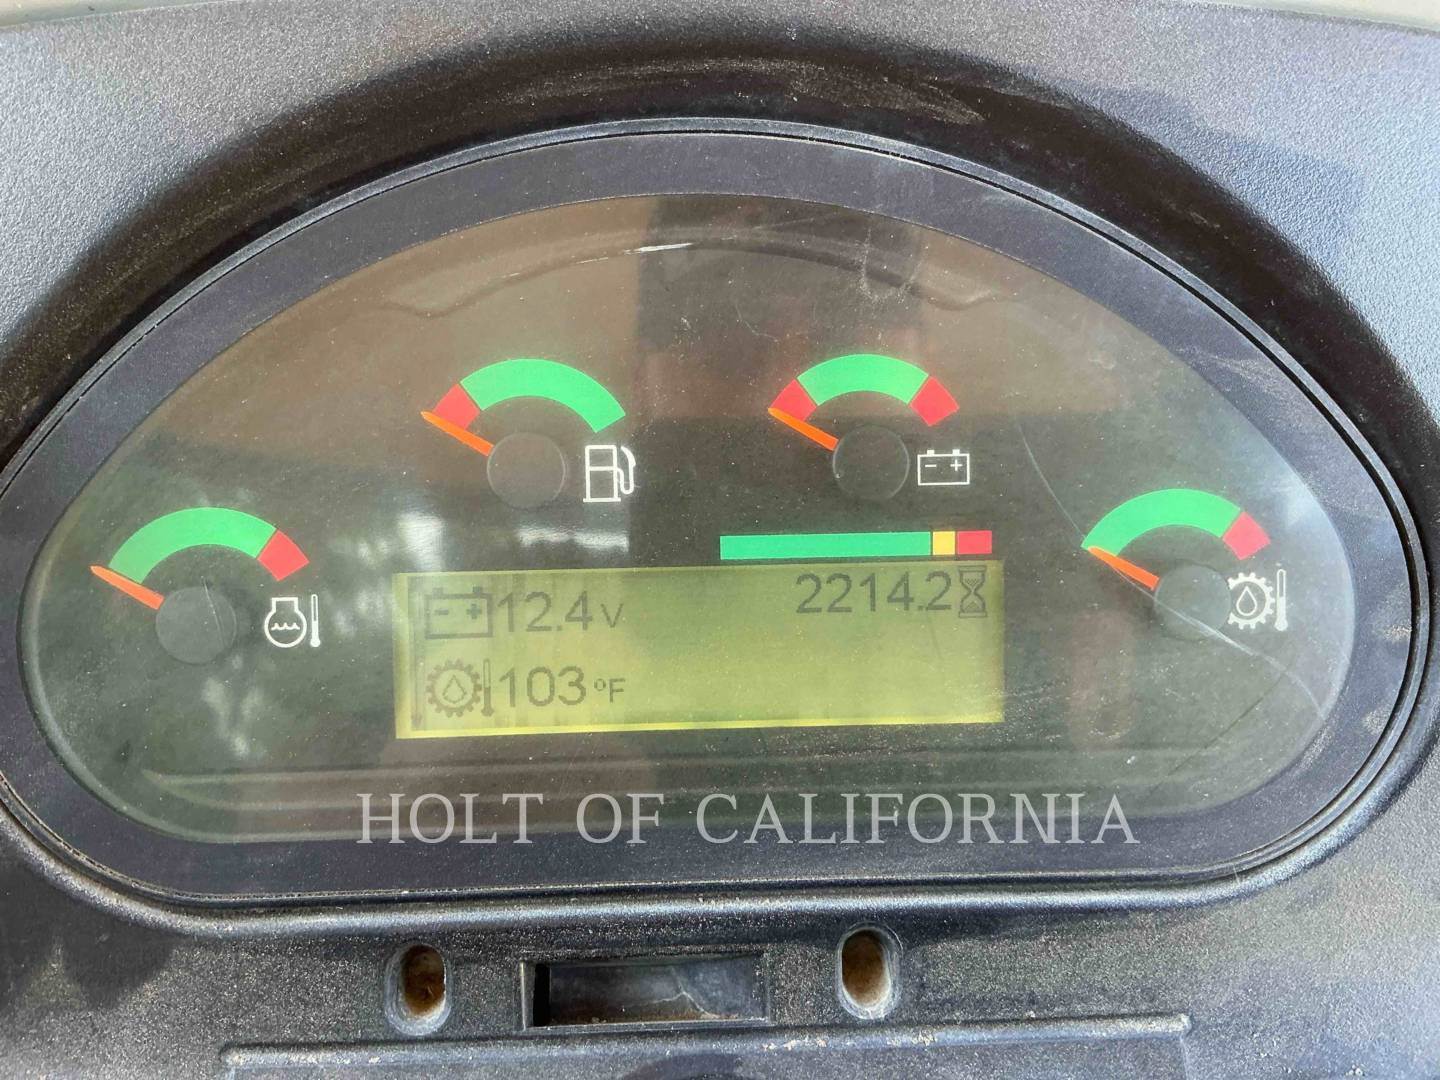 12.4V
2214.2
103°F
HOLT OF CALIFORNIA